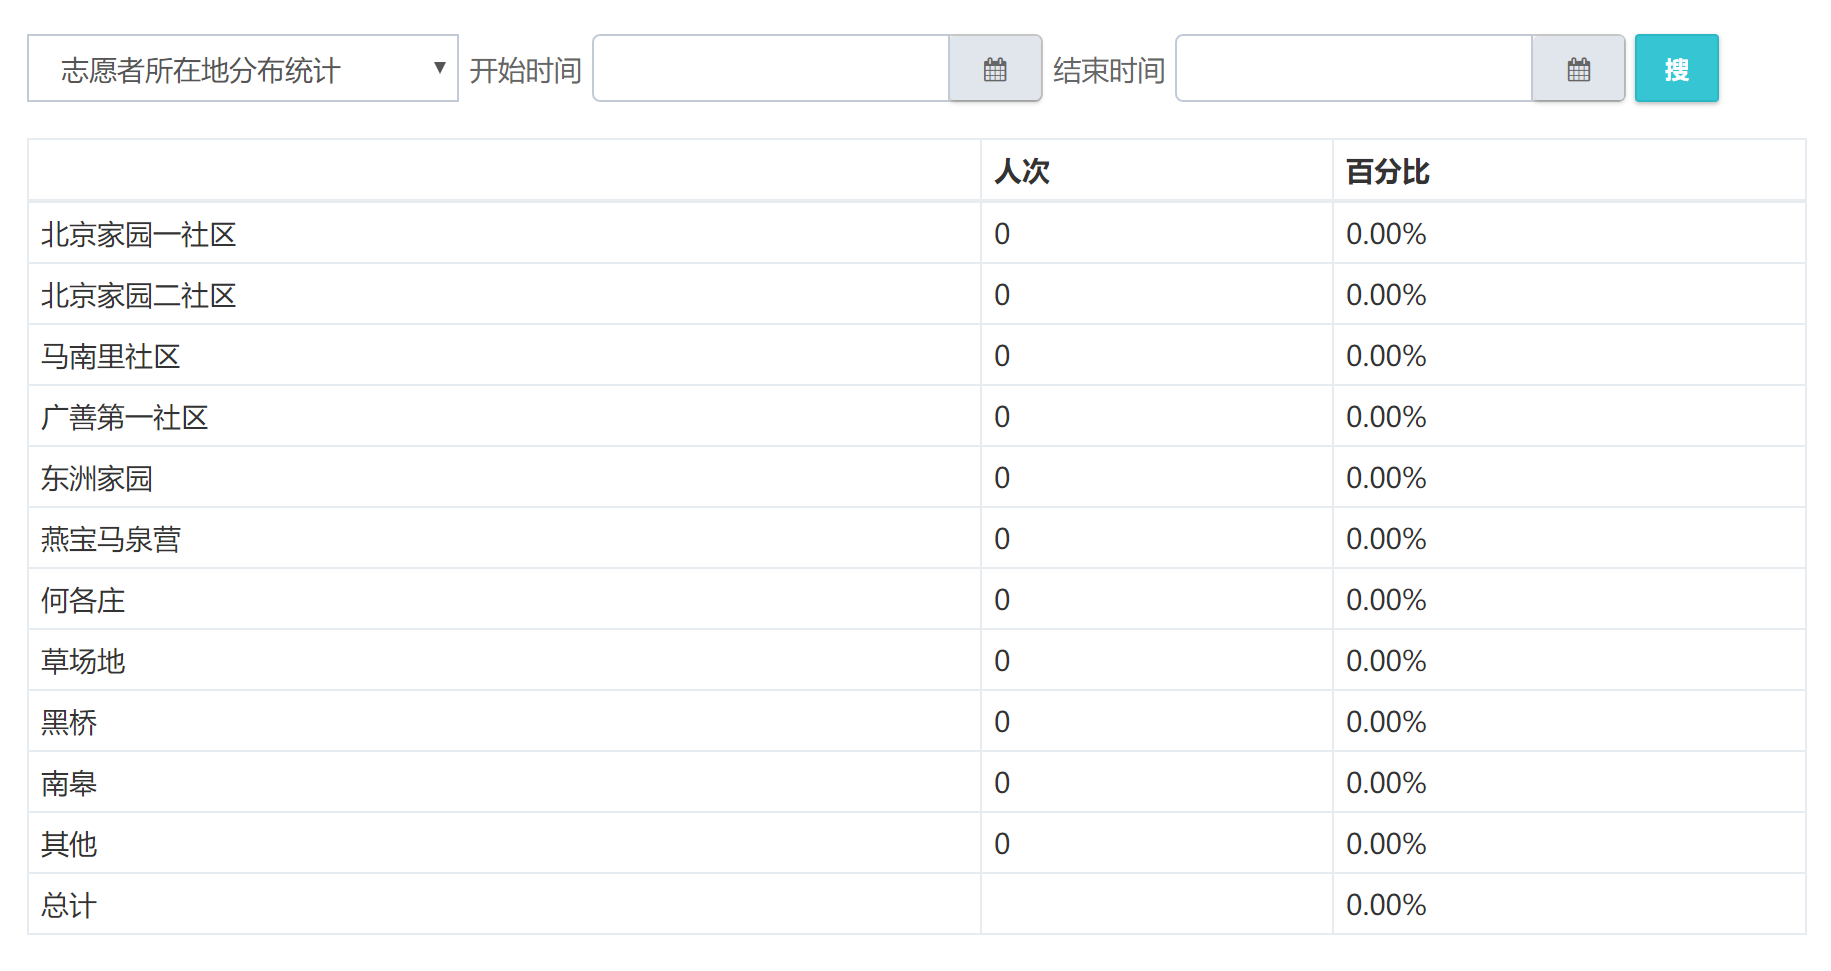 志愿者所在地分布统计 开始时间 结束时间 搜
人次 百分比
北京家园一社区 0 0.00%
北京家园二社区 0 0.00%
马南里社区 0 0.00%
广善第一社区 0 0.00%
东洲家园 0 0.00%
燕宝马泉营 0 0.00%
何各庄 0 0.00%
草场地 0 0.00%
黑桥 0 0.00%
南皋 0 0.00%
其他 0 0.00%
总计 0.00%